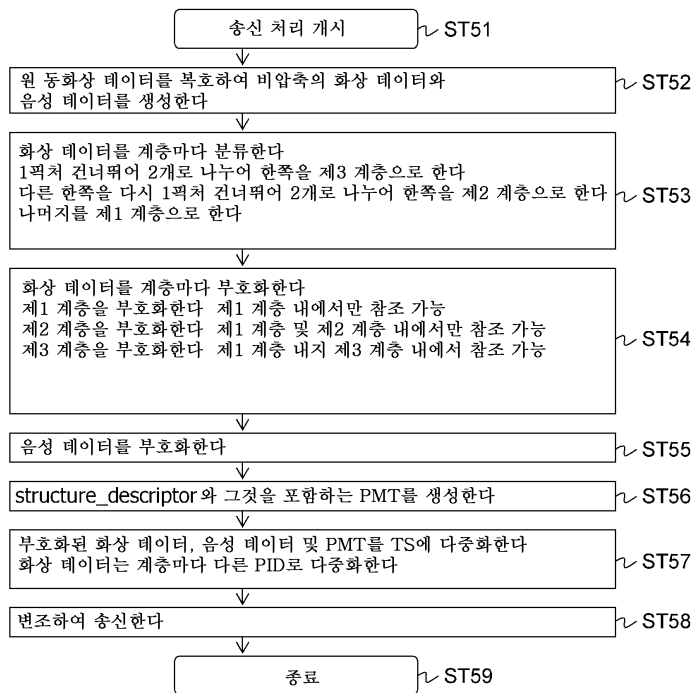 송신 처리 개시
ST51
원 동화상 데이터를 복호하여 비압축의 화상 데이터와
음성 데이터를 생성한다
ST52
화상 데이터를 계층마다 분류한다
1픽처 건너뛰어 2개로 나누어 한쪽을 제3 계층으로 한다
다른 한쪽을 다시 1픽처 건너뛰어 2개로 나누어 한쪽을 제2 계층으로 한다
나머지를 제1 계층으로 한다
ST53
화상 데이터를 계층마다 부호화한다
제1 계층을 부호화한다 제1 계층 내에서만 참조 가능
제2 계층을 부호화한다 제1 계층 및 제2 계층 내에서만 참조 가능
제3 계층을 부호화한다 제1 계층 내지 제3 계층 내에서 참조 가능
ST54
음성 데이터를 부호화한다
ST55
structure_descriptor와 그것을 포함하는 PMT를 생성한다
ST56
부호화된 화상 데이터, 음성 데이터 및 PMT를 TS에 다중화한다
화상 데이터는 계층마다 다른 PID로 다중화한다
ST57
변조하여 송신한다
ST58
종료
ST59